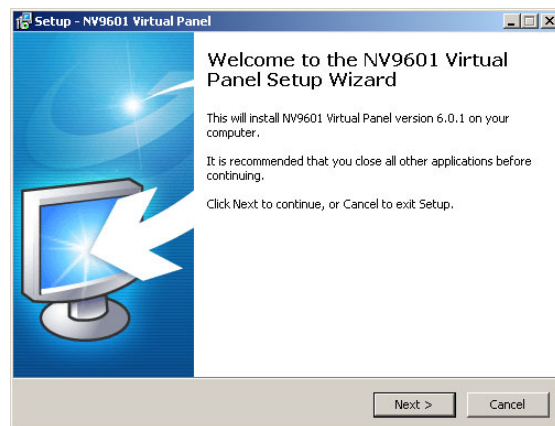 Setup - NV9601 Virtual Panel
Welcome to the NV9601 Virtual
Panel Setup Wizard
This will install NV9601 Virtual Panel version 6.0.1 on your
computer.
It is recommended that you close all other applications before
continuing.
Click Next to continue, or Cancel to exit Setup.
Next >
Cancel